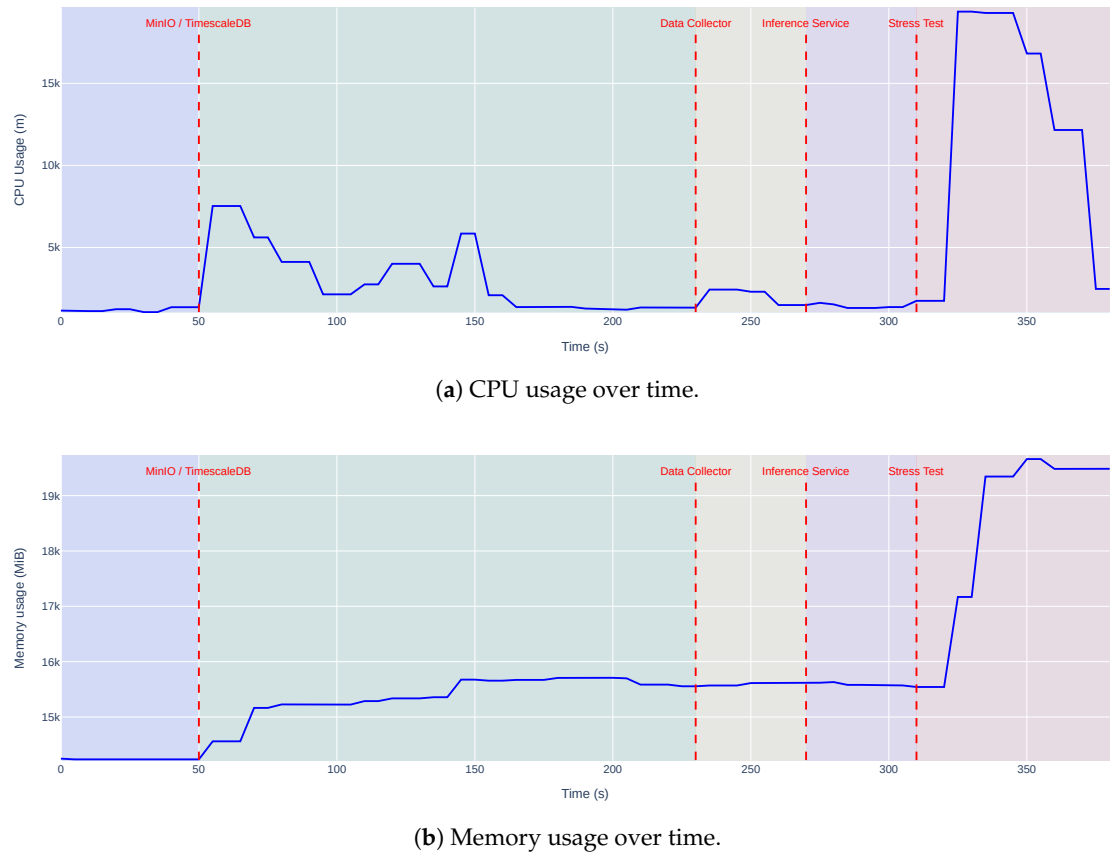 MinIO / TimescaleDB Data Collector Inference Service Stress Test
15k
10k
5k
CPU Usage (m)
0 50 100 150 200 250 300 350
Time (s)
(a) CPU usage over time.
MinIO / TimescaleDB Data Collector Inference Service Stress Test
19k
18k
17k
16k
15k
Memory usage (MiB)
0 50 100 150 200 250 300 350
Time (s)
(b) Memory usage over time.